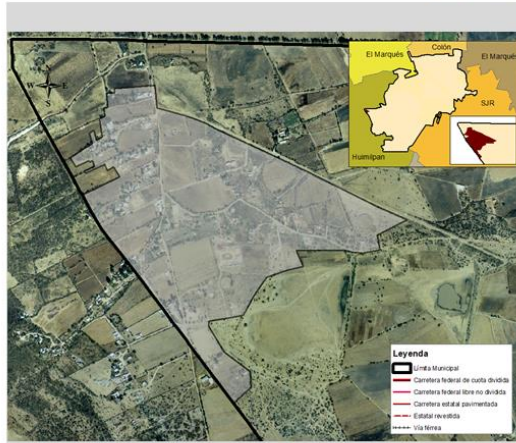 N
W E
S
El Marqués
Colón
El Marqués
SJR
Huimilpan
Leyenda
Límite Municipal
Carretera federal de cuota dividida
Carretera federal libre no dividida
Carretera estatal pavimentada
Estatal revestida
Vía férrea